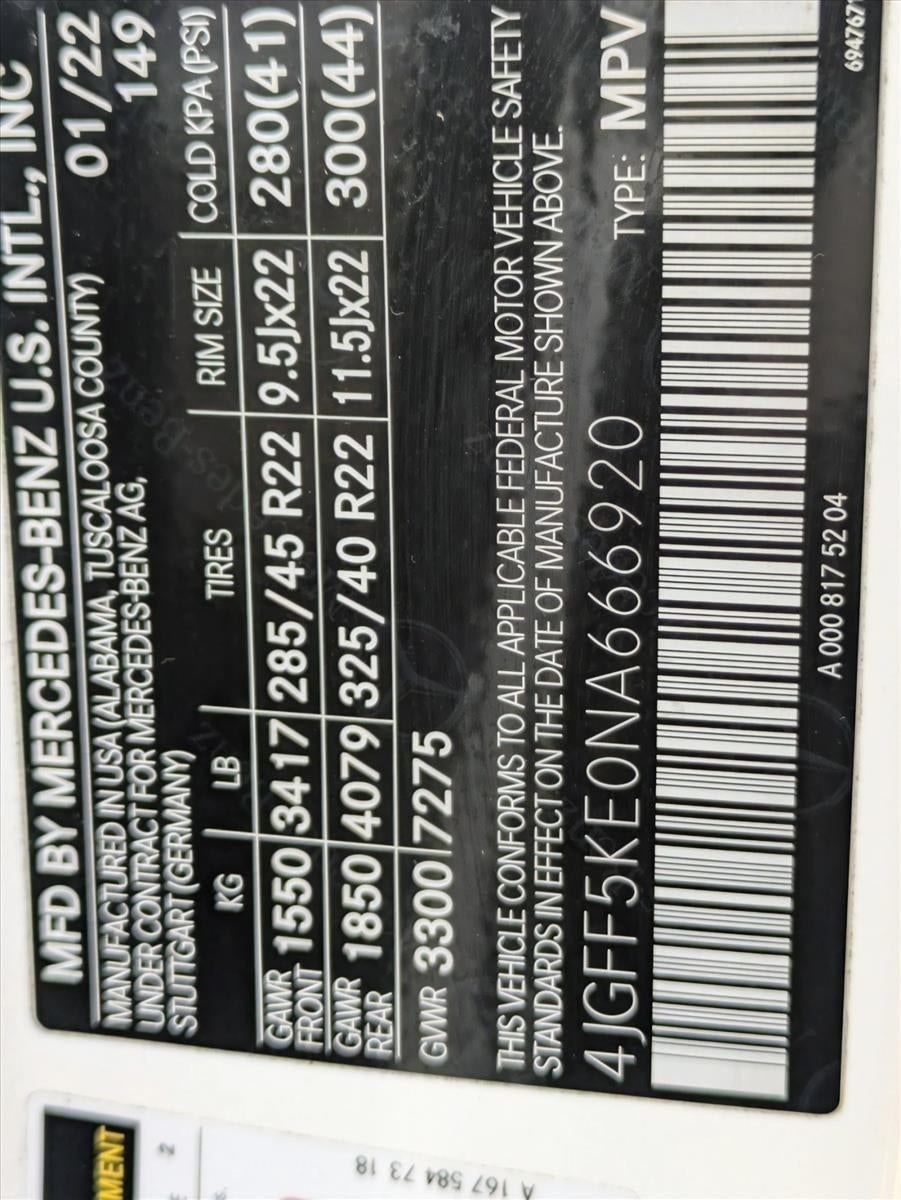 MFD BY MERCEDES-BENZ U.S. INTL., INC
MANUFACTURED IN USA (ALABAMA, TUSCALOOSA COUNTY) 01/22
UNDER CONTRACT FOR MERCEDES-BENZ AG, 149
STUTTGART (GERMANY)
KG LB TIRES RIM SIZE COLD KPA (PSI)
GAWR FRONT 1550 3417 285/45 R22 9.5Jx22 280(41)
GAWR REAR 1850 4079 325/40 R22 11.5Jx22 300(44)
GVWR 3300 7275
THIS VEHICLE CONFORMS TO ALL APPLICABLE FEDERAL MOTOR VEHICLE SAFETY
STANDARDS IN EFFECT ON THE DATE OF MANUFACTURE SHOWN ABOVE.
4JGFF5KE0NA666920 TYPE: MPV
A 000 817 52 04
A 167 584 73 18
2